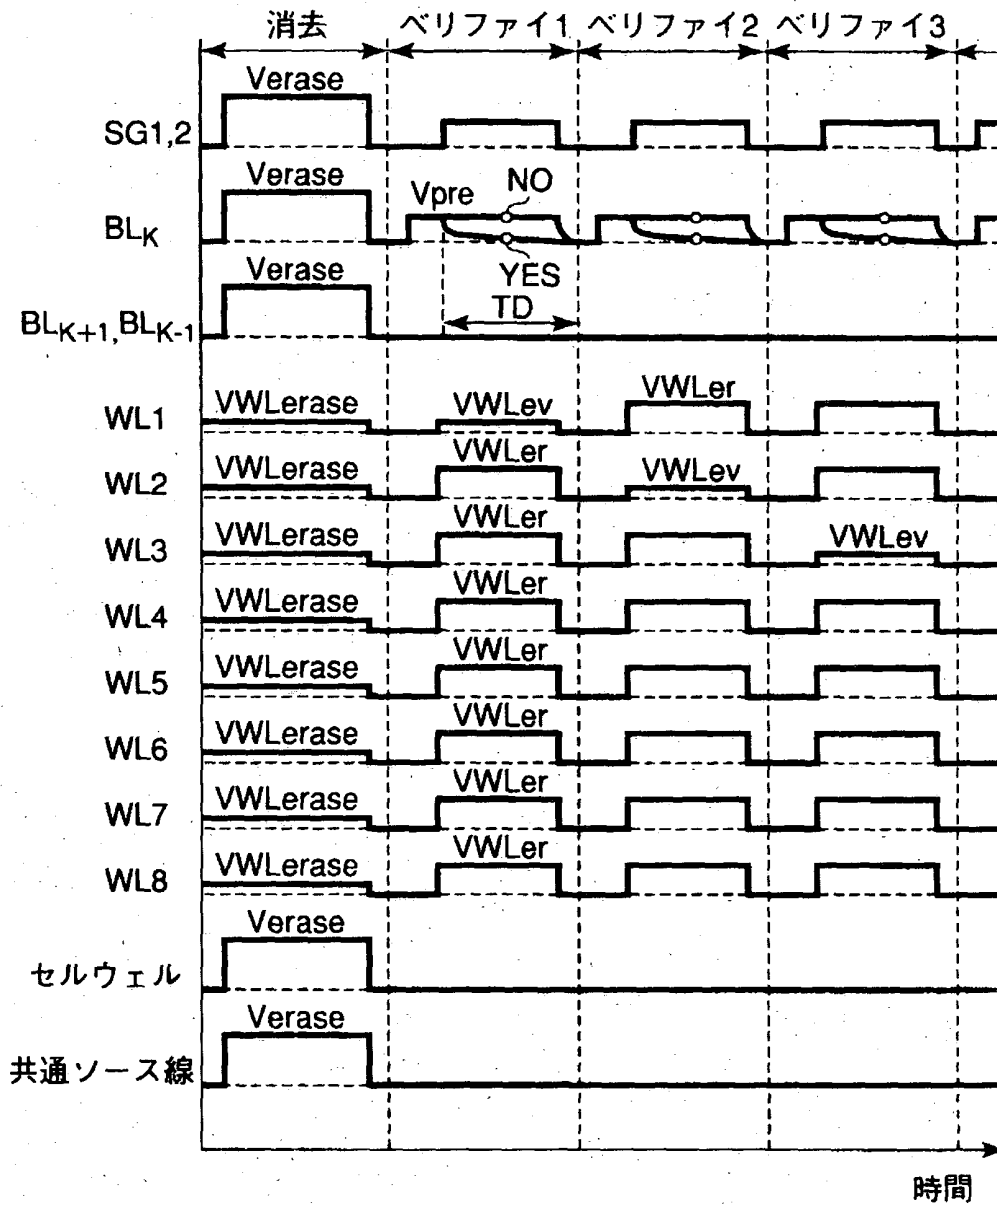 消去 ベリファイ1 ベリファイ2 ベリファイ3
Verase
SG1,2
Verase
Vpre NO
BLK
YES
Verase
TD
BLK+1,BLK-1
VWLerase VWLev VWLer
WL1
VWLerase VWLer VWLev
WL2
VWLerase VWLer VWLev
WL3
VWLerase VWLer
WL4
VWLerase VWLer
WL5
VWLerase VWLer
WL6
VWLerase VWLer
WL7
VWLerase VWLer
WL8
Verase
セルウェル
Verase
共通ソース線
時間